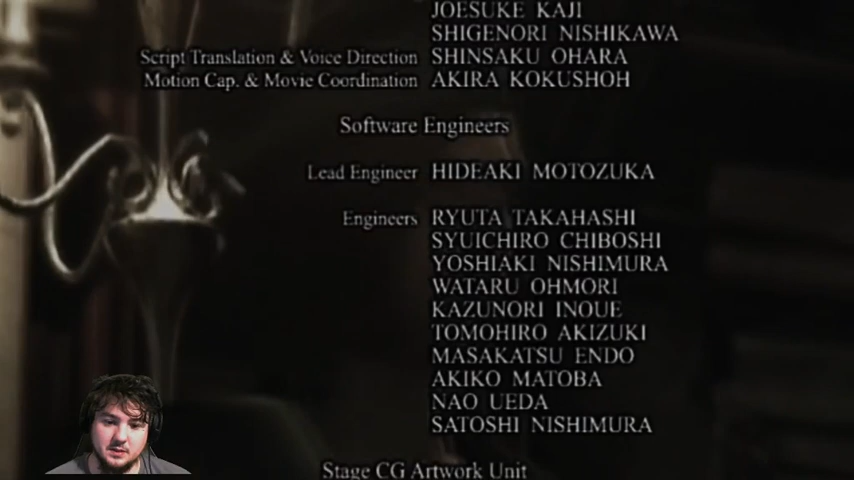 JOESUKE KAJI
SHIGENORI NISHIKAWA
Script Translation & Voice Direction SHINSAKU OHARA
Motion Cap. & Movie Coordination AKIRA KOKUSHOH
Software Engineers
Lead Engineer HIDEAKI MOTOZUKA
Engineers RYUTA TAKAHASHI
SYUICHIRO CHIBOSHI
YOSHIAKI NISHIMURA
WATARU OHMORI
KAZUNORI INOUE
TOMOHIRO AKIZUKI
MASAKATSU ENDO
AKIKO MATOBA
NAO UEDA
SATOSHI NISHIMURA
Stage CG Artwork Unit